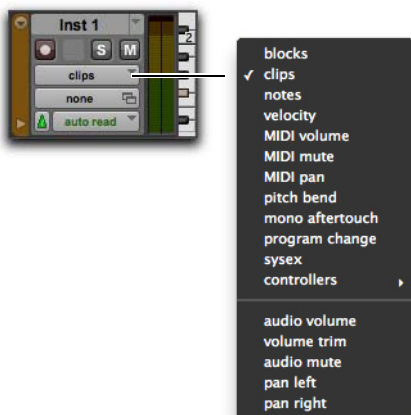 Inst 1
S M
2
clips
none
auto read
blocks
✓ clips
notes
velocity
MIDI volume
MIDI mute
MIDI pan
pitch bend
mono aftertouch
program change
sysex
controllers
audio volume
volume trim
audio mute
pan left
pan right